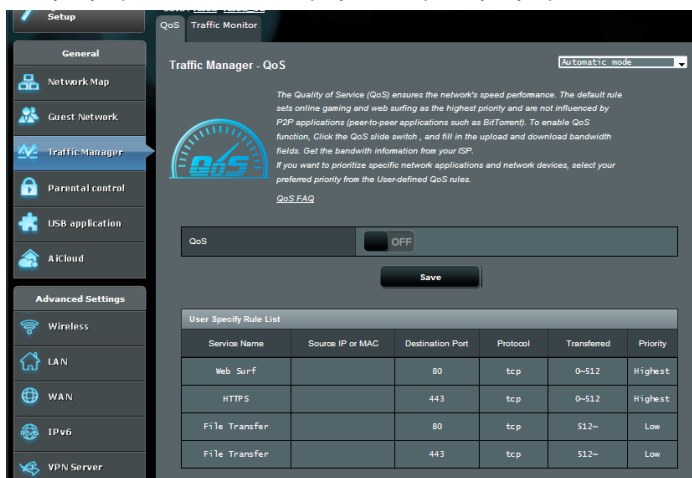 Setup
QoS Traffic Monitor
General
Network Map
Guest Network
Traffic Manager
Parental control
USB application
AiCloud
Advanced Settings
Wireless
LAN
WAN
IPv6
VPN Server
Traffic Manager - QoS
Automatic mode
QoS
The Quality of Service (QoS) ensures the network's speed performance. The default rule
sets online gaming and web surfing as the highest priority and are not influenced by
P2P applications (peer-to-peer applications such as BitTorrent). To enable QoS
function, Click the QoS slide switch , and fill in the upload and download bandwidth
fields. Get the bandwidth information from your ISP.
If you want to prioritize specific network applications and network devices, select your
preferred priority from the User-defined QoS rules.
QoS FAQ
QoS OFF
Save
User Specify Rule List
Service Name Source IP or MAC Destination Port Protocol Transferred Priority
Web Surf 80 tcp 0~512 Highest
HTTPS 443 tcp 0~512 Highest
File Transfer 80 tcp 512~ Low
File Transfer 443 tcp 512~ Low